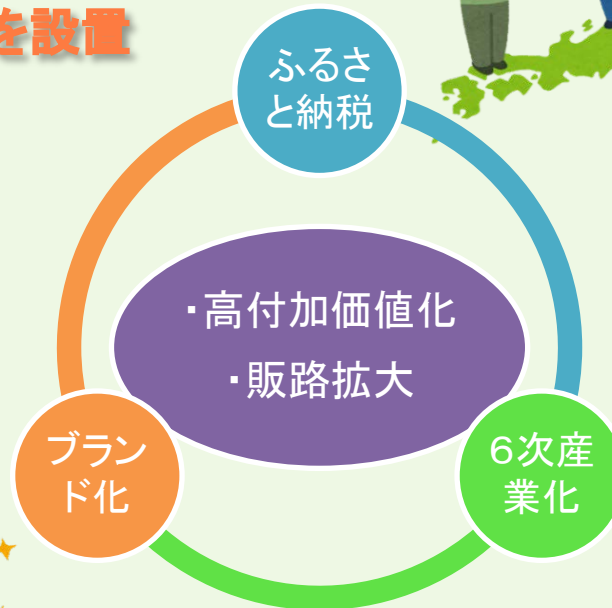 を設置
ふるさ
と納税
・高付加価値化
・販路拡大
ブラン
ド化
６次産
業化